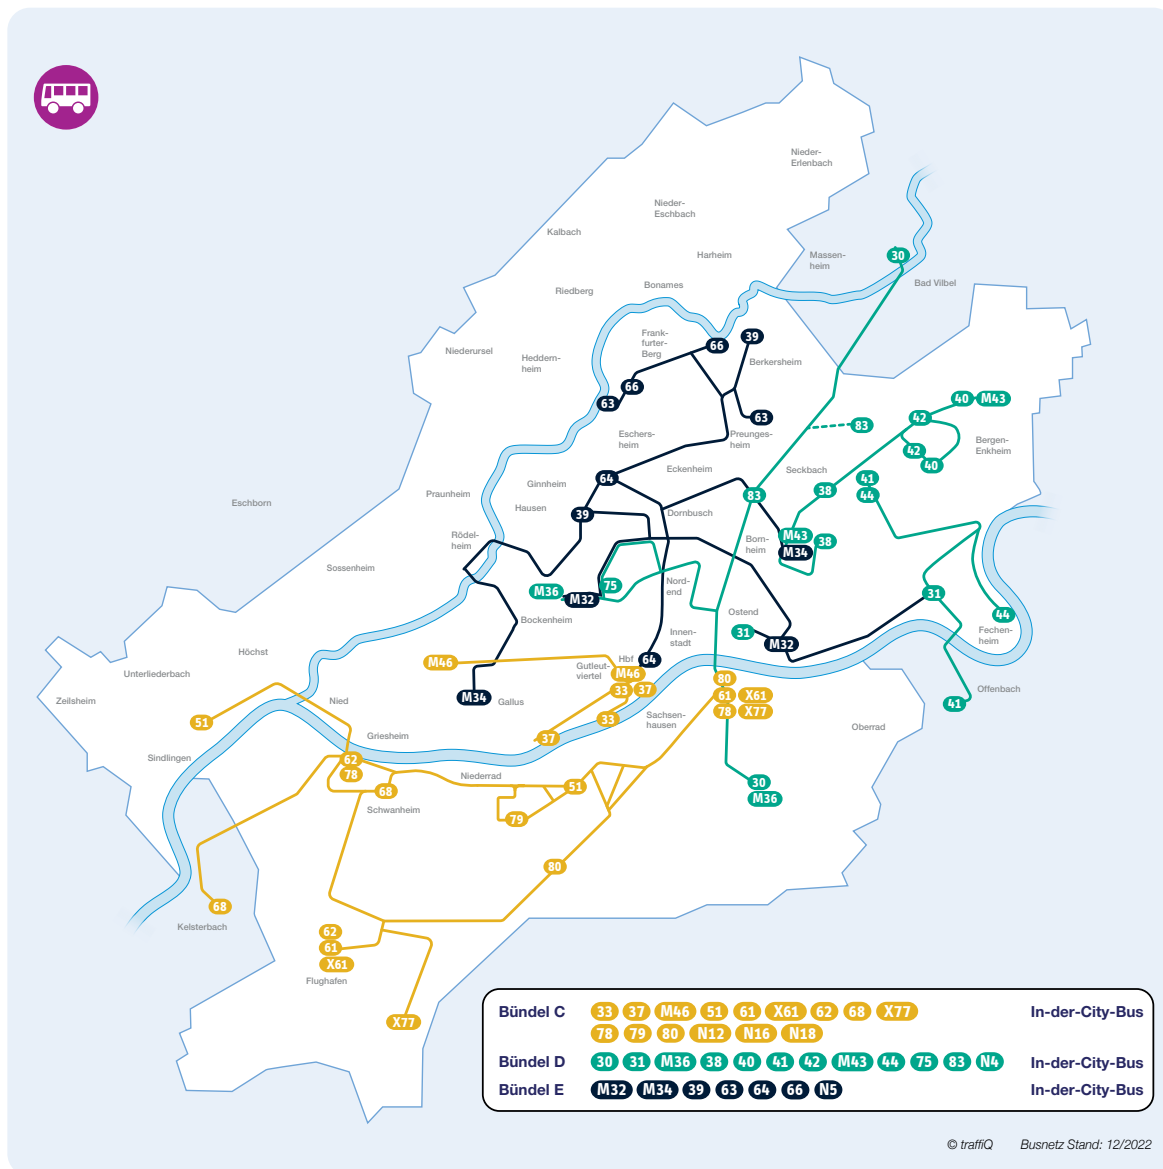 Nieder-
Erlenbach
Nieder-
Eschbach
Kalbach
Harheim
Massen-
heim
30
Bad Vilbel
Bonames
Riedberg
Frank-
furter-
Berg
39
66
Niederursel
Heddern-
heim
Berkersheim
66
63
63
40 M43
42
83
Eschers-
heim
Preunges-
heim
Bergen-
Enkheim
42
40
Eckenheim
Seckbach
64
41
44
Ginnheim
38
83
Praunheim
Eschborn
Hausen
39
Dornbusch
Rödel-
heim
M43
38
M34
Born-
heim
Sossenheim
M36
75
M32
Nord-
end
31
Bockenheim
Ostend
44
31
Innen-
stadt
Fechen-
heim
M32
Höchst
M46
Hbf
64
Gutleut-
viertel
M46
Unterliederbach
80
33 37
Offenbach
61 X61
Zeilsheim
Nied
M34
Gallus
41
78 X77
33
Sachsen-
hausen
51
Oberrad
Griesheim
37
Sindlingen
62
78
Niederrad
30
51
68
M36
Schwanheim
79
80
68
Kelsterbach
62
61
X61
Flughafen
X77
Bündel C 33 37 M46 51 61 X61 62 68 X77 In-der-City-Bus
78 79 80 N12 N16 N18
Bündel D 30 31 M36 38 40 41 42 M43 44 75 83 N4 In-der-City-Bus
Bündel E M32 M34 39 63 64 66 N5 In-der-City-Bus
© traffiQ Busnetz Stand: 12/2022